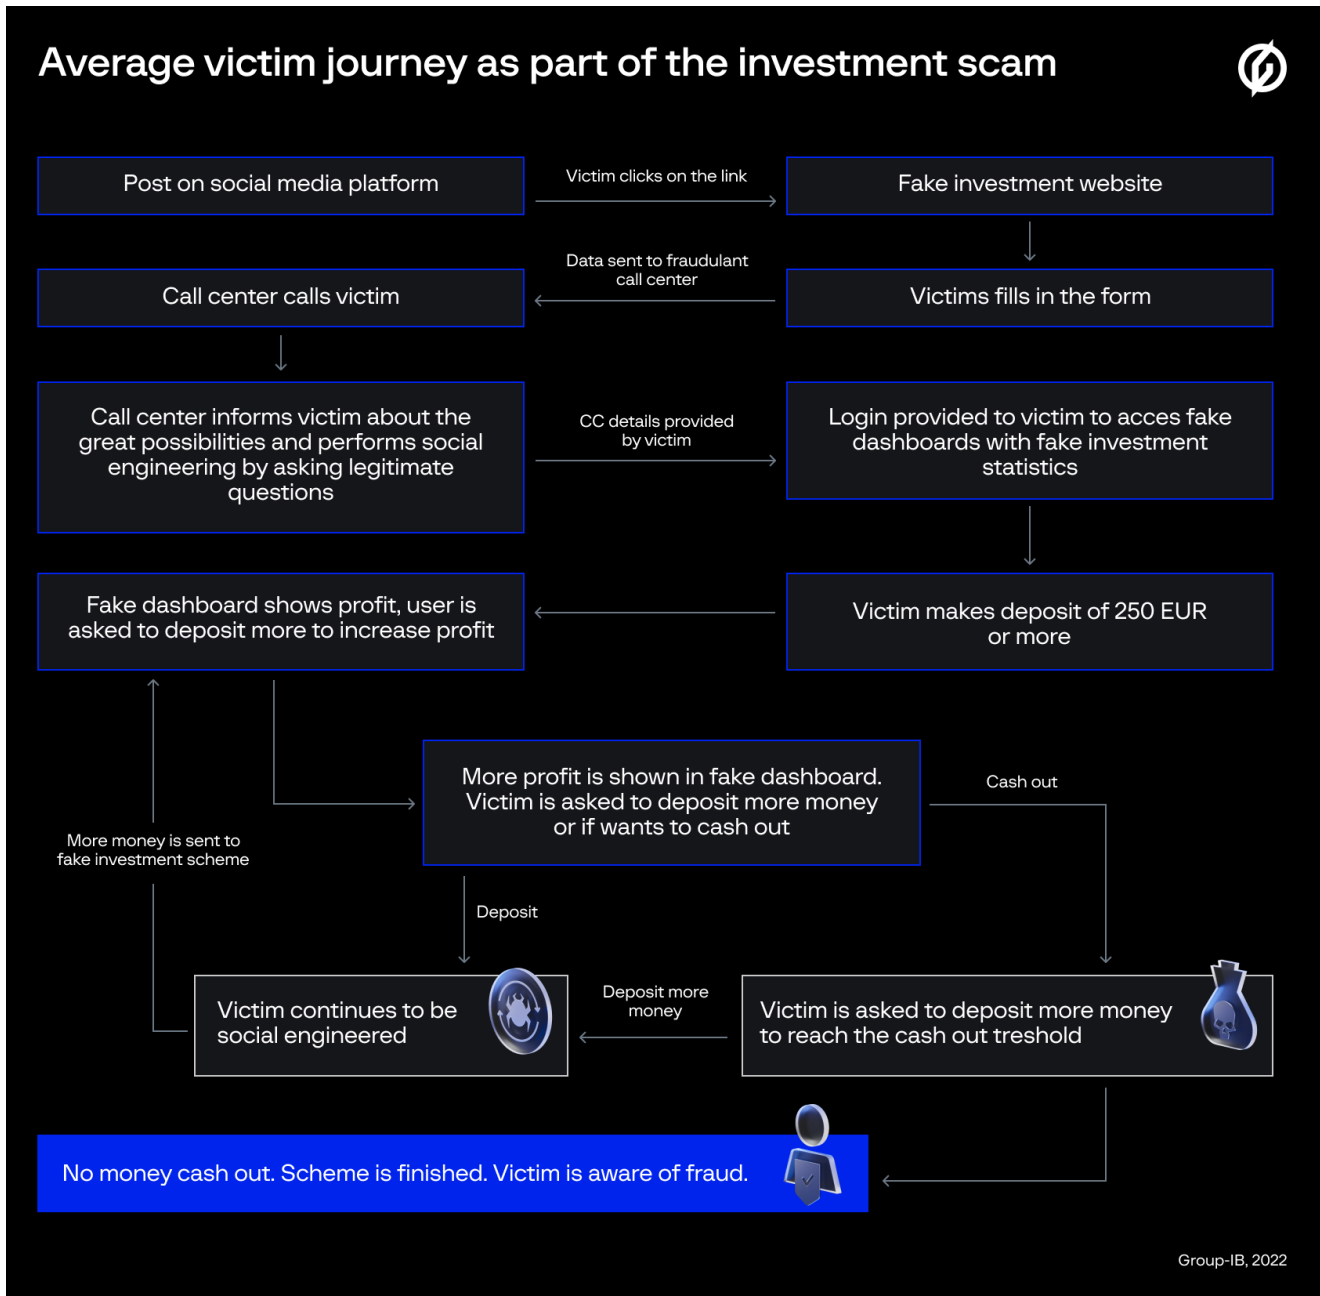 Average victim journey as part of the investment scam
Post on social media platform
Victim clicks on the link
Fake investment website
Data sent to fraudulant
call center
Call center calls victim
Victims fills in the form
Call center informs victim about the
great possibilities and performs social
engineering by asking legitimate
questions
CC details provided
by victim
Login provided to victim to acces fake
dashboards with fake investment
statistics
Fake dashboard shows profit, user is
asked to deposit more to increase profit
Victim makes deposit of 250 EUR
or more
More profit is shown in fake dashboard.
Victim is asked to deposit more money
or if wants to cash out
Cash out
More money is sent to
fake investment scheme
Deposit
Victim continues to be
social engineered
Deposit more
money
Victim is asked to deposit more money
to reach the cash out treshold
No money cash out. Scheme is finished. Victim is aware of fraud.
Group-IB, 2022